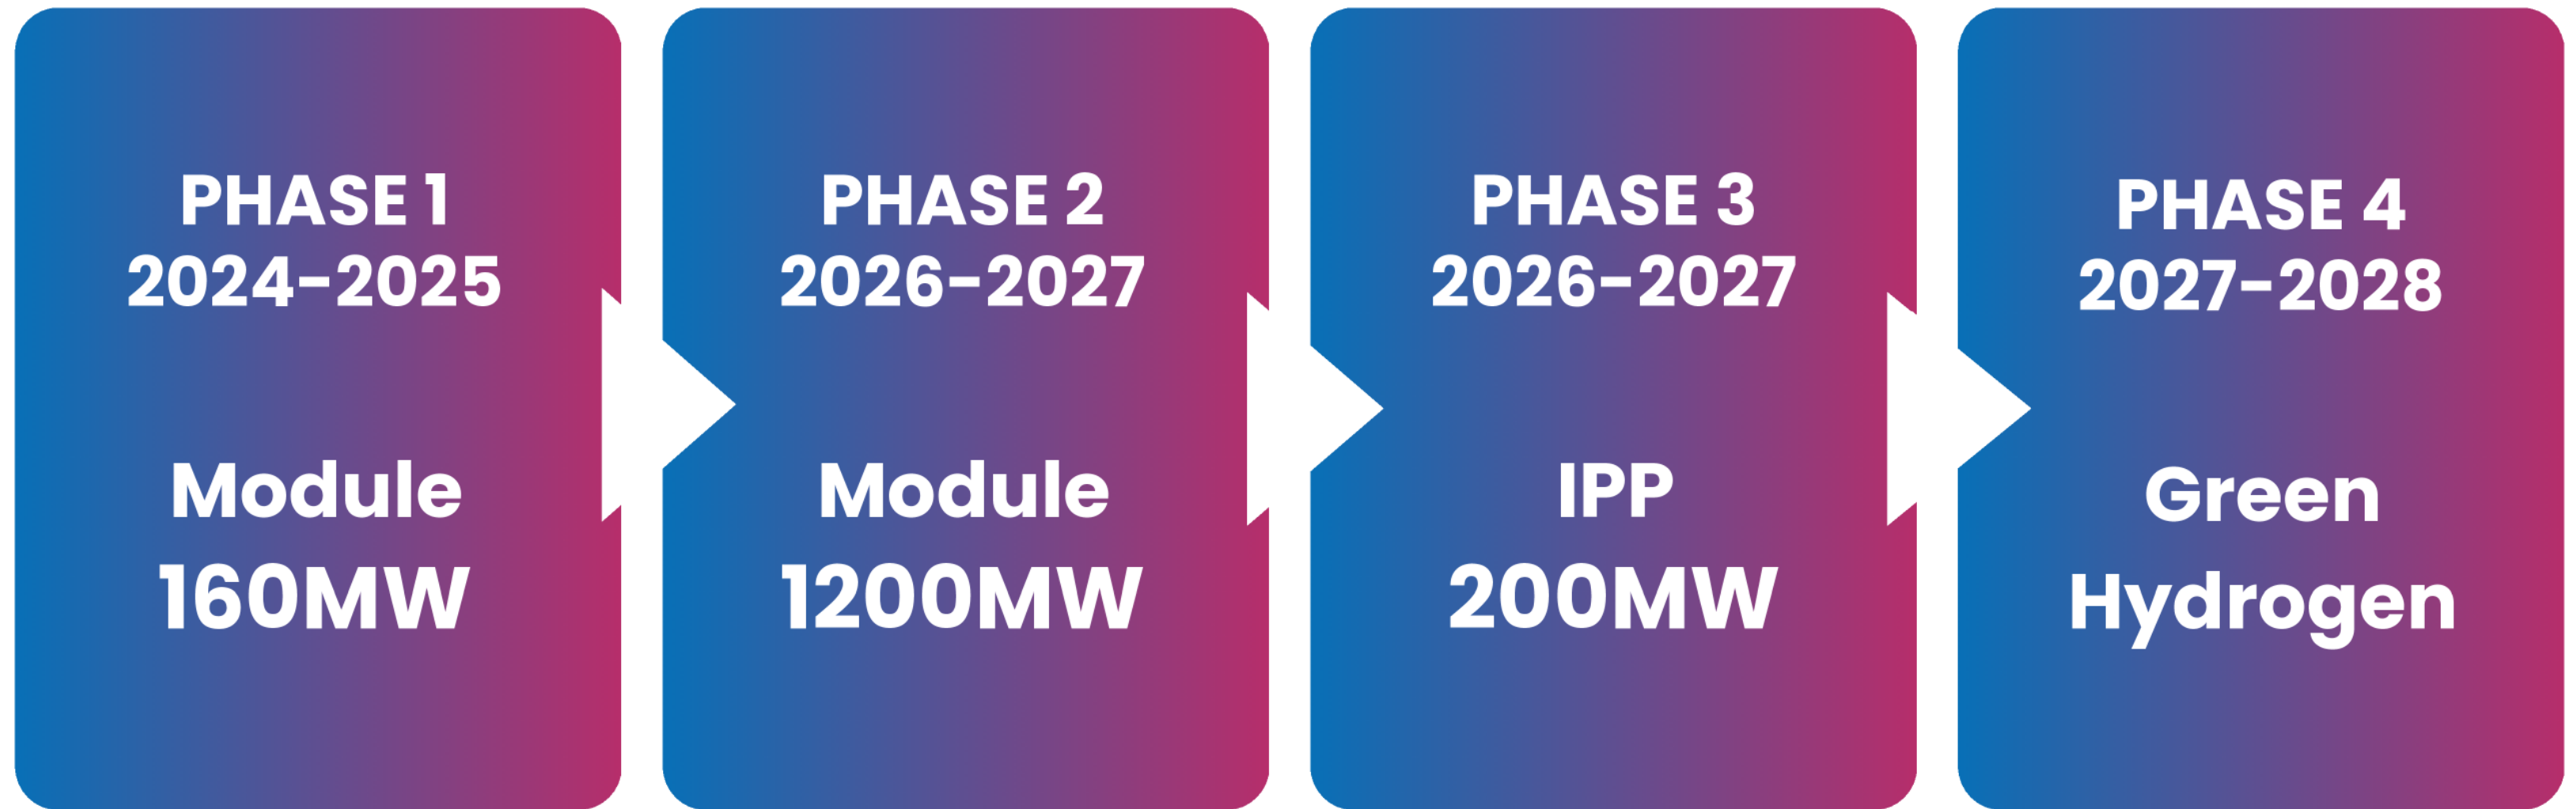 PHASE 1
2024-2025
Module
160MW
PHASE 2
2026-2027
Module
1200MW
PHASE 3
2026-2027
IPP
200MW
PHASE 4
2027-2028
Green
Hydrogen